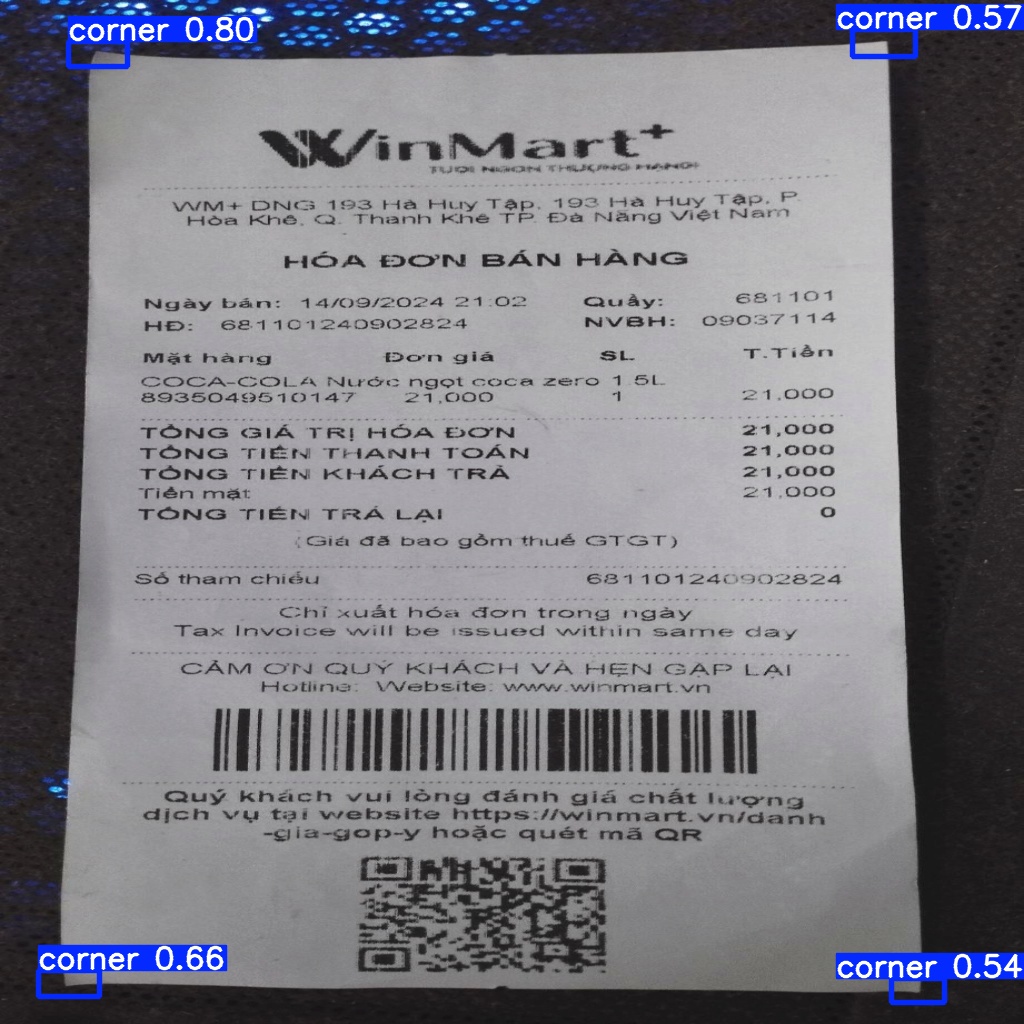 corner 0.80
corner 0.57
WinMart+
TƯƠI NGON THƯỢNG HẠNG!
WM+ DNG 193 Hà Huy Tập, 193 Hà Huy Tập, P.
Hòa Khê, Q. Thanh Khê TP. Đà Nẵng Việt Nam
HÓA ĐƠN BÁN HÀNG
Ngày bán: 14/09/2024 21:02 Quầy: 681101
HĐ: 681101240902824 NVBH: 09037114
Mặt hàng Đơn giá SL T.Tiền
COCA-COLA Nước ngọt coca zero 1.5L
8935049510147 21,000 1 21,000
TỔNG GIÁ TRỊ HÓA ĐƠN 21,000
TỔNG TIỀN THANH TOÁN 21,000
TỔNG TIỀN KHÁCH TRẢ 21,000
Tiền mặt 21,000
TỔNG TIỀN TRẢ LẠI 0
(Giá đã bao gồm thuế GTGT)
Số tham chiếu 681101240902824
Chỉ xuất hóa đơn trong ngày
Tax Invoice will be issued within same day
CẢM ƠN QUÝ KHÁCH VÀ HẸN GẶP LẠI
Hotline: Website: www.winmart.vn
Quý khách vui lòng đánh giá chất lượng
dịch vụ tại website https://winmart.vn/danh
-gia-gop-y hoặc quét mã QR
corner 0.66
corner 0.54